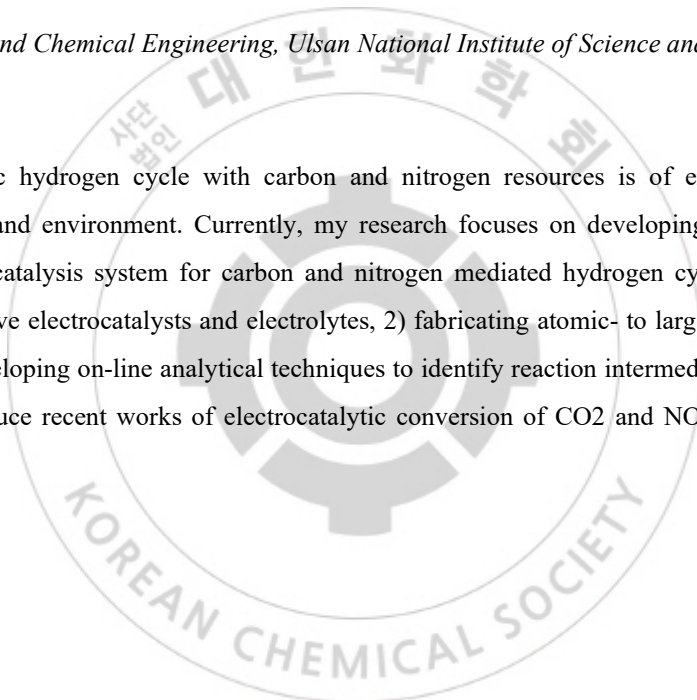 nd Chemical Engineering, Ulsan National Institute of Science an
사단법인 대한화학회
c hydrogen cycle with carbon and nitrogen resources is of e
and environment. Currently, my research focuses on developing
catalysis system for carbon and nitrogen mediated hydrogen cy
ve electrocatalysts and electrolytes, 2) fabricating atomic- to larg
eloping on-line analytical techniques to identify reaction intermed
uce recent works of electrocatalytic conversion of CO2 and NO
KOREAN CHEMICAL SOCIETY